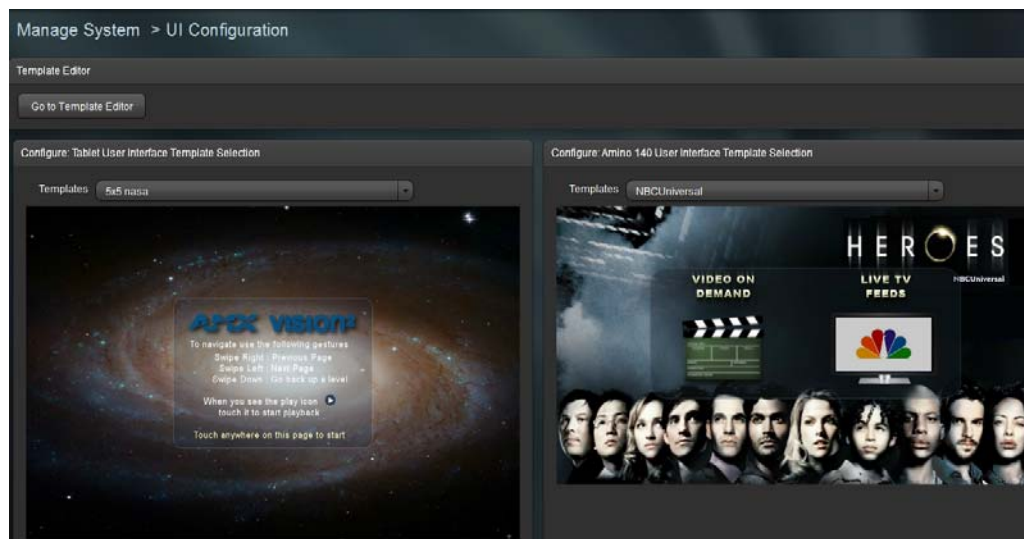 Manage System > UI Configuration
Template Editor
Go to Template Editor
Configure: Tablet User Interface Template Selection
Templates 5x5 nasa
APEX VISION
To navigate use the following gestures
Swipe Right : Previous Page
Swipe Left : Next Page
Swipe Down : Go back up a level
When you see the play icon
touch it to start playback
Touch anywhere on this page to start
Configure: Amino 140 User Interface Template Selection
Templates NBCUniversal
HEROES
NBCUniversal
VIDEO ON
DEMAND
LIVE TV
FEEDS